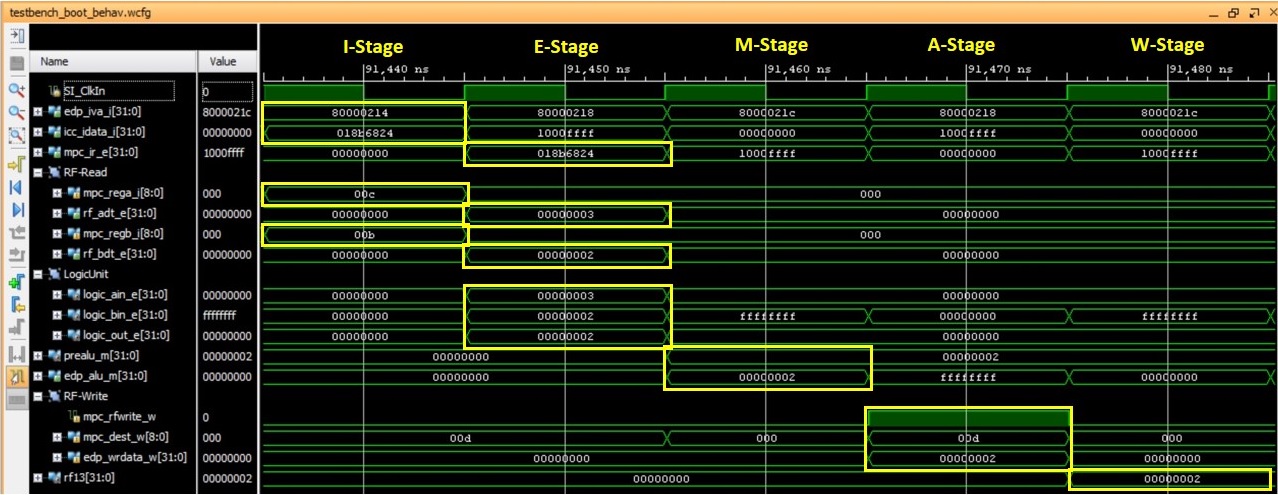 testbench_boot_behav.wcfg
I-Stage E-Stage M-Stage A-Stage W-Stage
Name Value
91,440 ns 91,450 ns 91,460 ns 91,470 ns 91,480 ns
SI_ClkIn 0
edp_iva_i[31:0] 8000021c 80000214 80000218 8000021c 80000218 8000021c
icc_idata_i[31:0] 00000000 018b6824 1000ffff 00000000 1000ffff 00000000
mpc_ir_e[31:0] 1000ffff 00000000 018b6824 1000ffff 00000000 1000ffff
RF-Read
mpc_rega_i[8:0] 000 00c 000
rf_adt_e[31:0] 00000000 00000000 00000003 00000000
mpc_regb_i[8:0] 000 00b 000
rf_bdt_e[31:0] 00000000 00000000 00000002 00000000
LogicUnit
logic_ain_e[31:0] 00000000 00000000 00000003 00000000
logic_bin_e[31:0] ffffffff 00000000 00000002 ffffffff 00000000 ffffffff
logic_out_e[31:0] 00000000 00000000 00000002 00000000
prealu_m[31:0] 00000002 00000000 00000002
edp_alu_m[31:0] 00000000 00000000 00000002 ffffffff 00000000
RF-Write
mpc_rfwrite_w 0
mpc_dest_w[8:0] 000 00d 000 00d 000
edp_wrdata_w[31:0] 00000000 00000000 00000002 00000000
rf13[31:0] 00000002 00000000 00000002